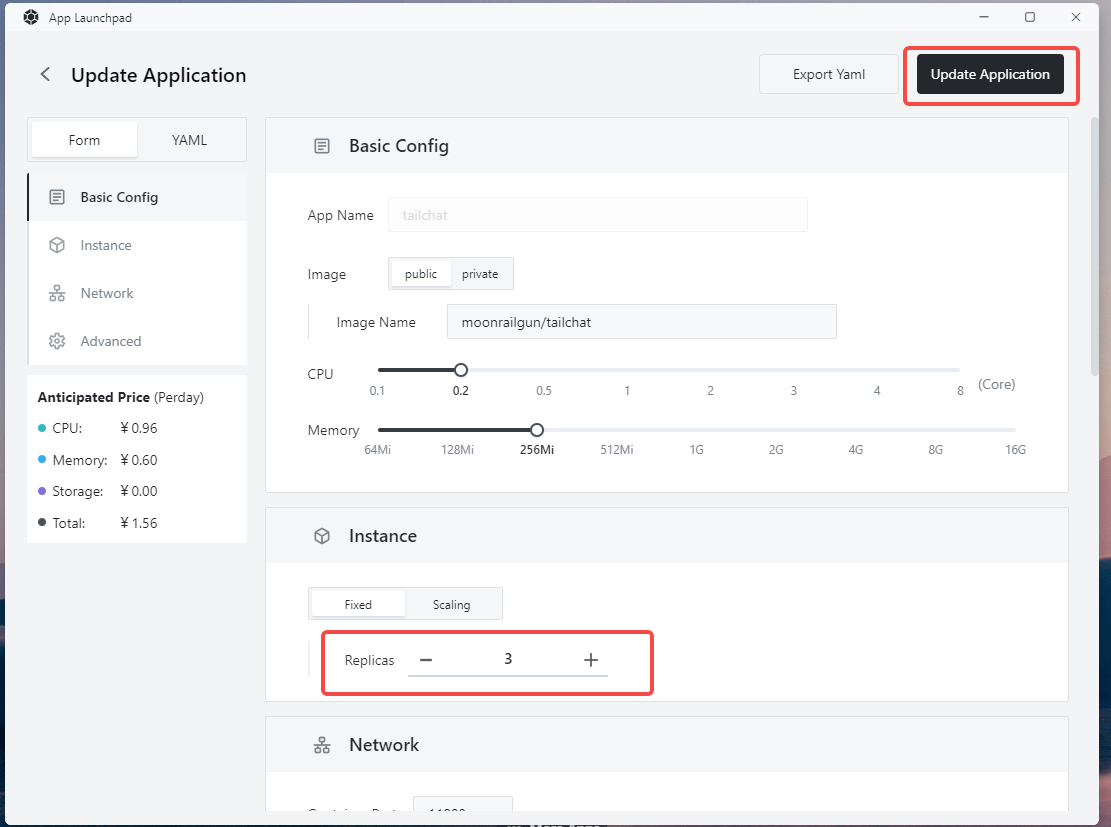 App Launchpad
Update Application
Export Yaml
Update Application
Form
YAML
Basic Config
Instance
Network
Advanced
Anticipated Price (Perday)
CPU: ¥ 0.96
Memory: ¥ 0.60
Storage: ¥ 0.00
Total: ¥ 1.56
Basic Config
App Name tailchat
Image public private
Image Name moonrailgun/tailchat
CPU
0.1 0.2 0.5 1 2 3 4 8 (Core)
Memory
64Mi 128Mi 256Mi 512Mi 1G 2G 4G 8G 16G
Instance
Fixed Scaling
Replicas 3
Network